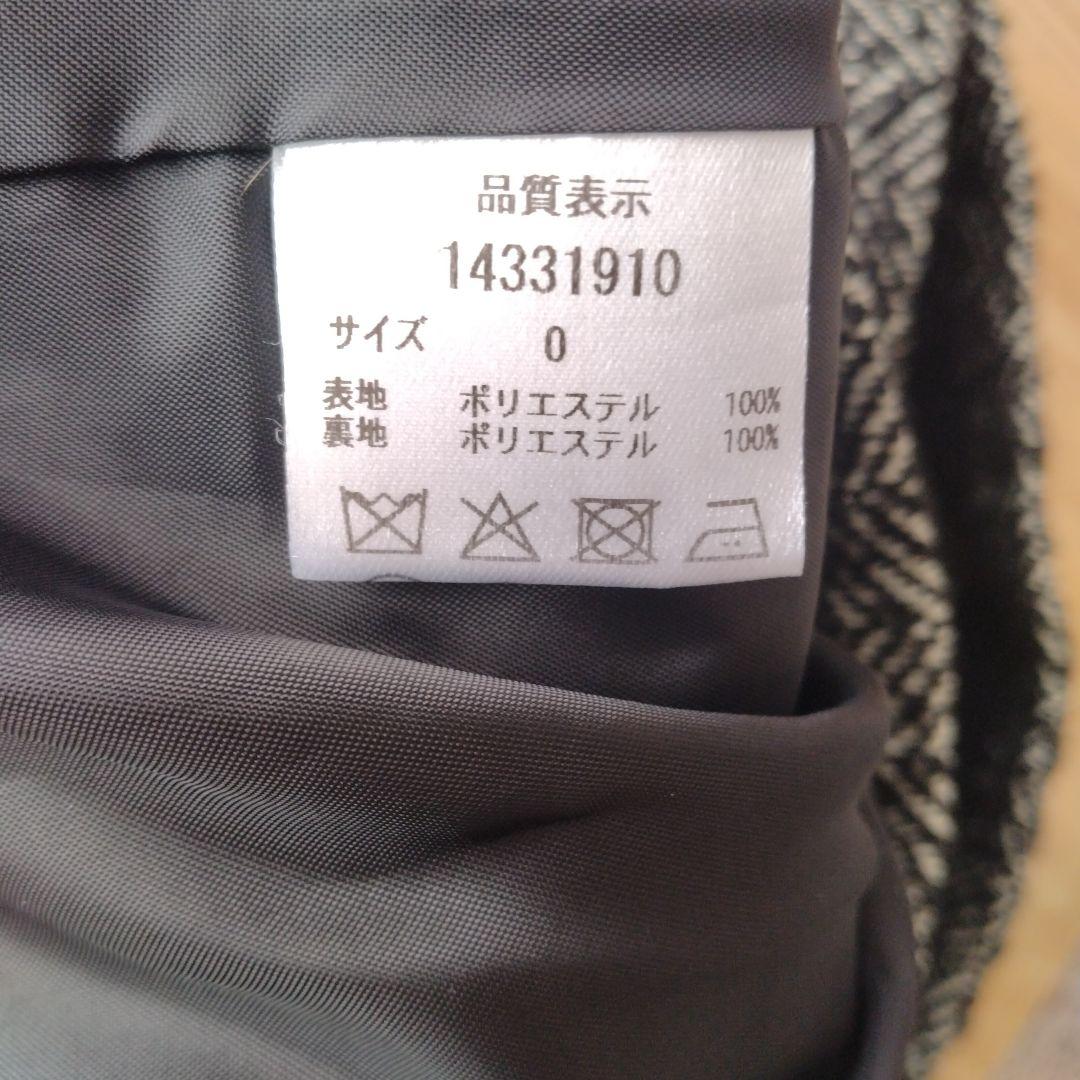 品質表示
14331910
サイズ 0
表地 ポリエステル 100%
裏地 ポリエステル 100%